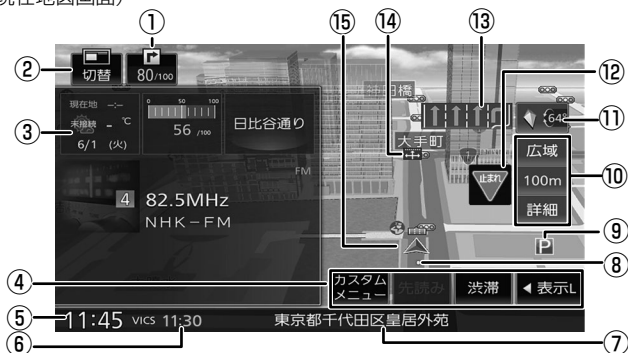 現在地図画面）
① ② ③ ④ ⑤ ⑥ ⑦ ⑧ ⑨ ⑩ ⑪ ⑫ ⑬ ⑭ ⑮
切替
80/100
現在地 -:-
未接続 - ℃
6/1 (火)
0 50 100
56 /100
日比谷通り
FM
4 82.5MHz
NHK-FM
神田橋
大手町
止まれ
648
広域
100m
詳細
P
カスタム
メニュー
先読み
渋滞
◀ 表示L
11:45 VICS 11:30 東京都千代田区皇居外苑